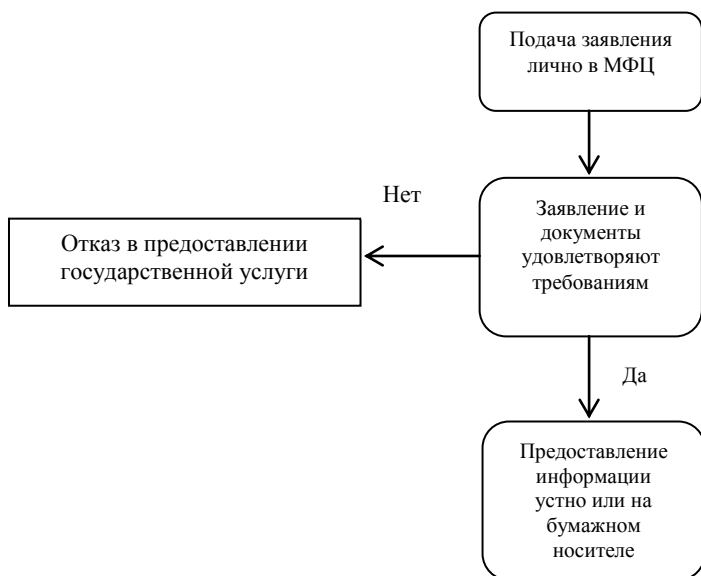 Подача заявления
лично в МФЦ
Нет
Заявление и
документы
удовлетворяют
требованиям
Отказ в предоставлении
государственной услуги
Да
Предоставление
информации
устно или на
бумажном
носителе